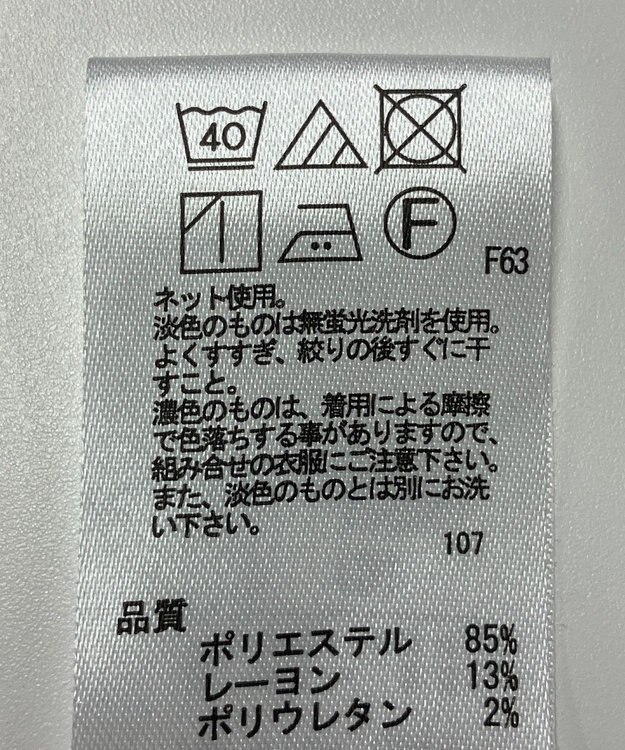 40
F
F63
ネット使用。
淡色のものは無蛍光洗剤を使用。
よくすすぎ、絞りの後すぐに干
すこと。
濃色のものは、着用による摩擦
で色落ちする事がありますので、
組み合せの衣服にご注意下さい。
また、淡色のものとは別にお洗
い下さい。
107
品質
ポリエステル 85%
レーヨン 13%
ポリウレタン 2%